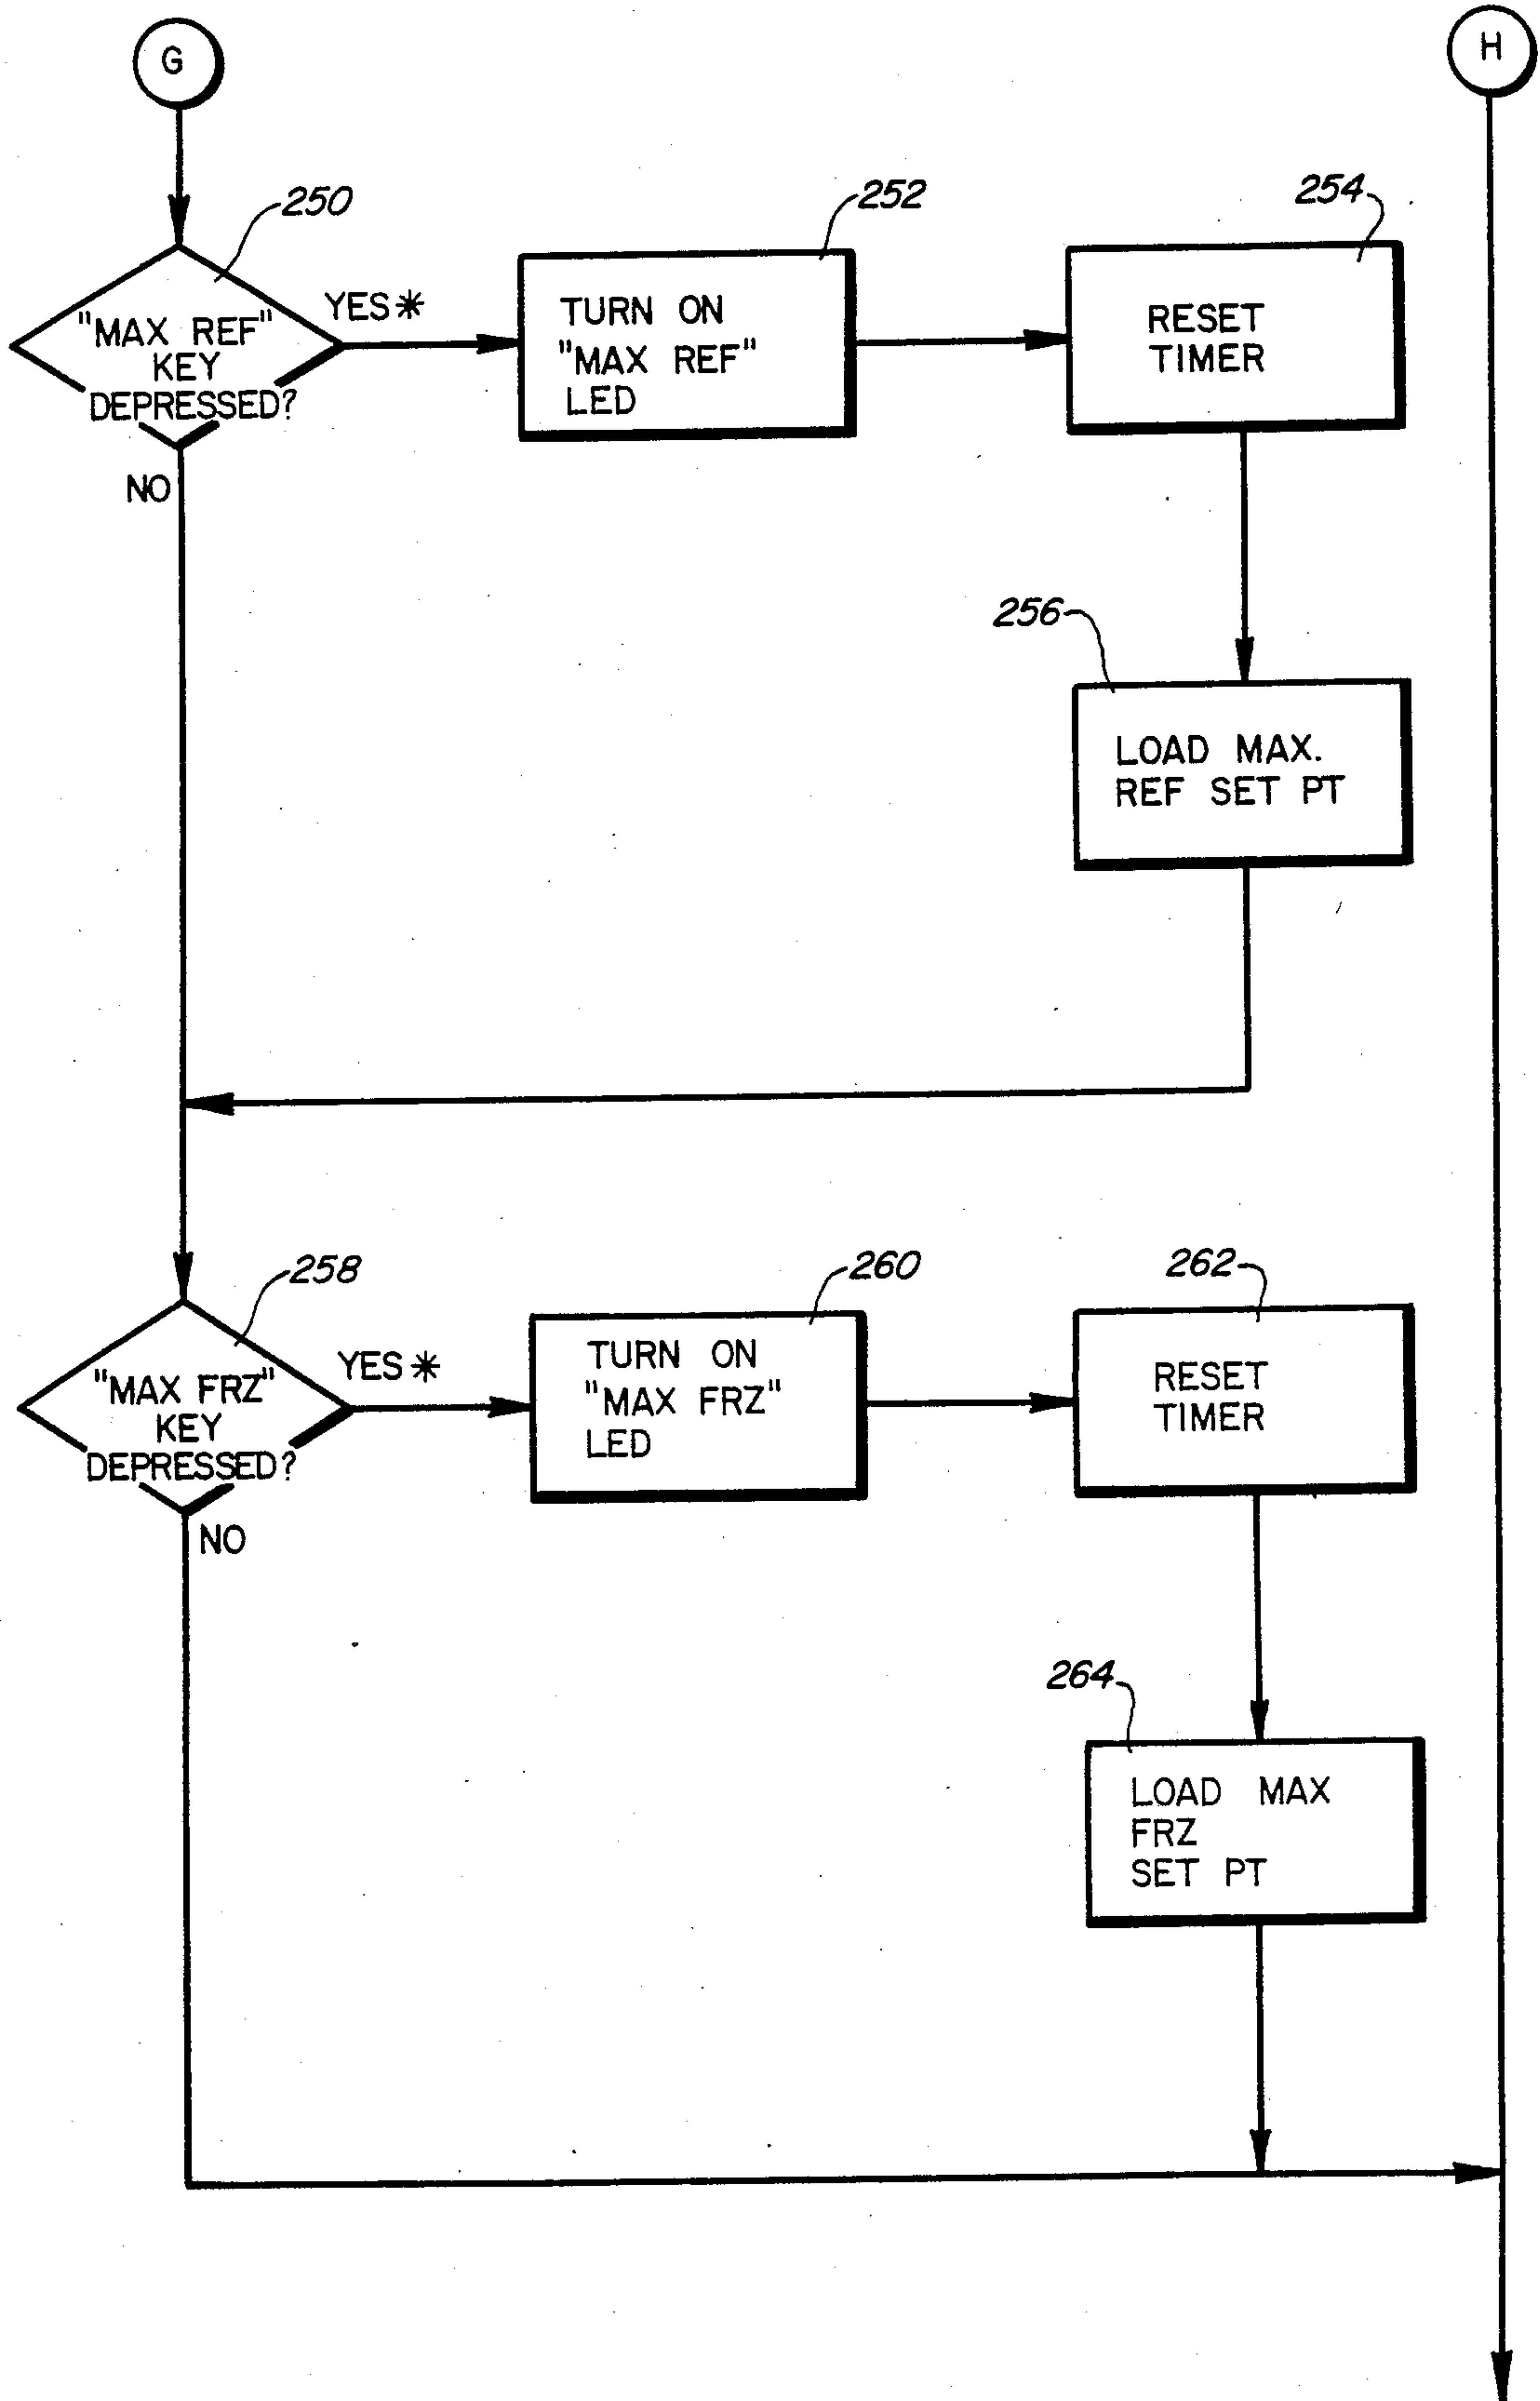 G
H
250
"MAX REF"
KEY
DEPRESSED?
YES*
NO
252
TURN ON
"MAX REF"
LED
254
RESET
TIMER
256
LOAD MAX.
REF SET PT
258
"MAX FRZ"
KEY
DEPRESSED?
YES*
NO
260
TURN ON
"MAX FRZ"
LED
262
RESET
TIMER
264
LOAD MAX
FRZ
SET PT